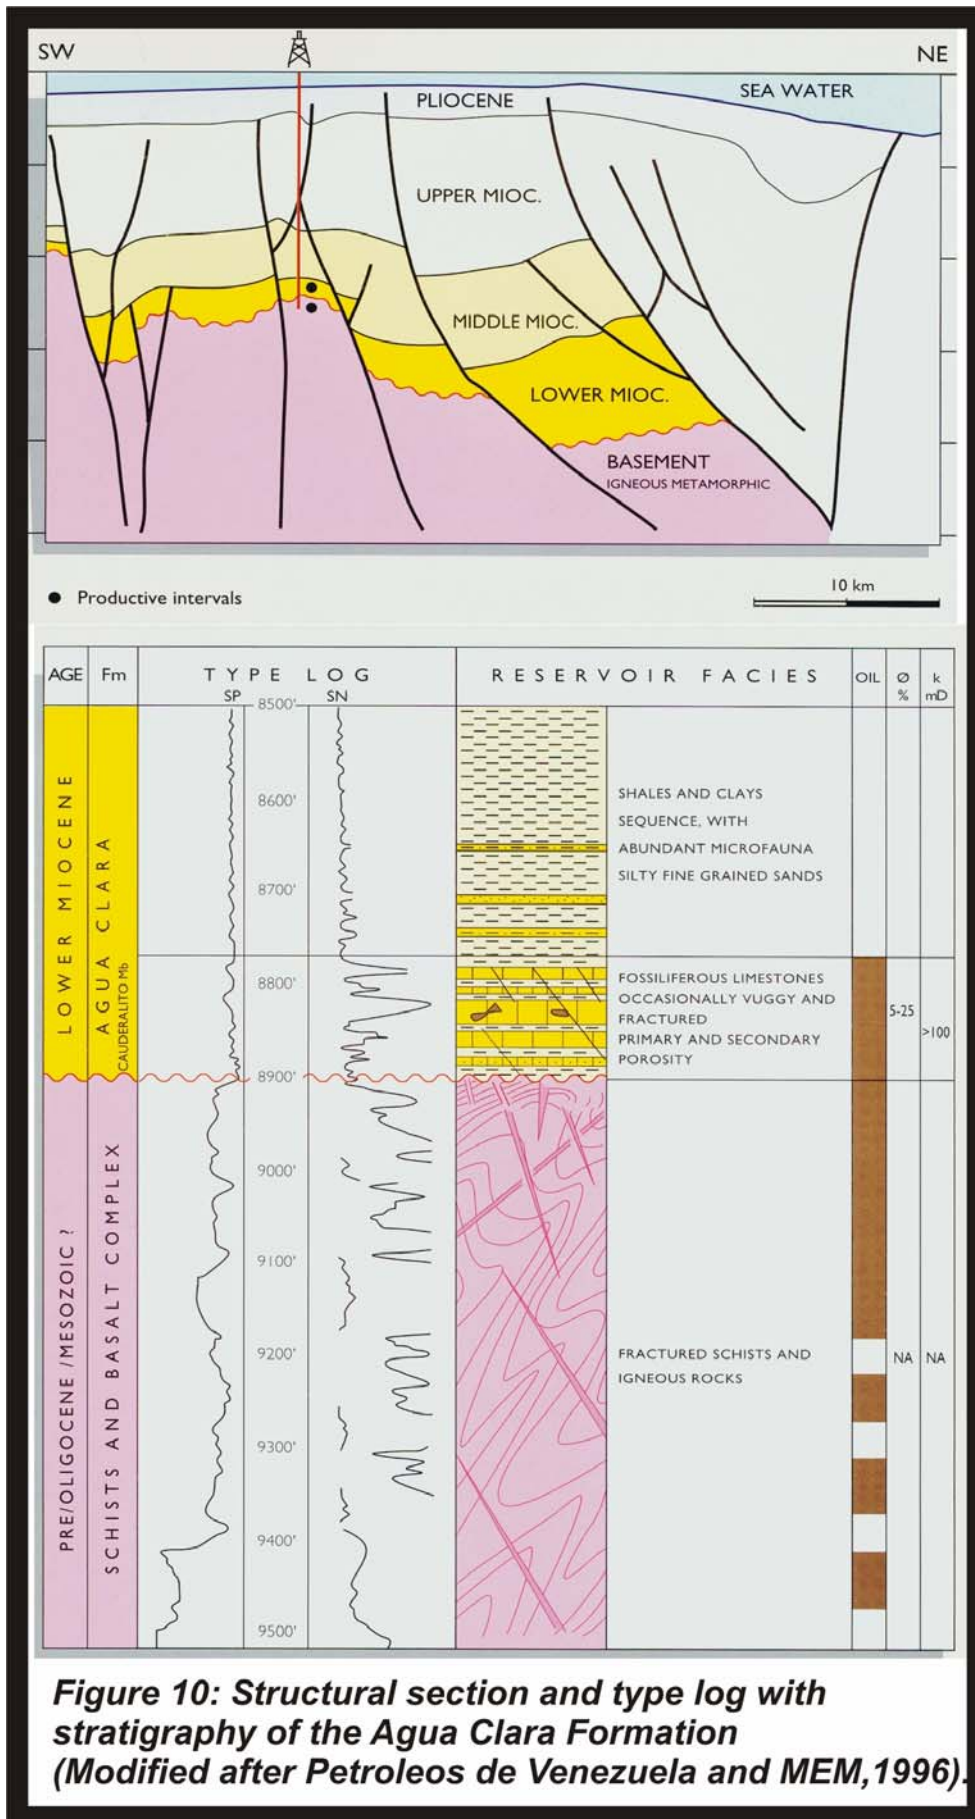 SW
NE
SEA WATER
PLIOCENE
UPPER MIOC.
MIDDLE MIOC.
LOWER MIOC.
BASEMENT
IGNEOUS METAMORPHIC
● Productive intervals
10 km
AGE Fm TYPE LOG RESERVOIR FACIES OIL Ø % k mD
SP SN
8500'
8600'
8700'
8800'
8900'
9000'
9100'
9200'
9300'
9400'
9500'
LOWER MIOCENE
AGUA CLARA
CAUDERALITO Mb
PRE/OLIGOCENE/MESOZOIC ?
SCHISTS AND BASALT COMPLEX
SHALES AND CLAYS
SEQUENCE, WITH
ABUNDANT MICROFAUNA
SILTY FINE GRAINED SANDS
FOSSILIFEROUS LIMESTONES
OCCASIONALLY VUGGY AND
FRACTURED
PRIMARY AND SECONDARY
POROSITY
5-25
>100
FRACTURED SCHISTS AND
IGNEOUS ROCKS
NA NA
Figure 10: Structural section and type log with
stratigraphy of the Agua Clara Formation
(Modified after Petroleos de Venezuela and MEM,1996).